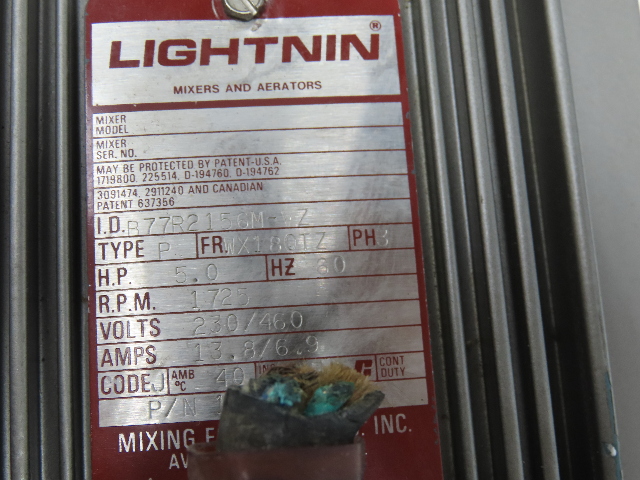 LIGHTNIN®
MIXERS AND AERATORS
MIXER
MODEL
MIXER
SER. NO.
MAY BE PROTECTED BY PATENT-U.S.A.
1719800, 225514, D-194760, D-194762
3091474, 2911240 AND CANADIAN
PATENT 637356
I.D.
TYPE P FR WX180TZ PH 3
H.P. 5.0 HZ 60
R.P.M. 1725
VOLTS 230/460
AMPS 13.8/6.9
CODE J AMB °C 40 CONT DUTY
P/N
MIXING INC.